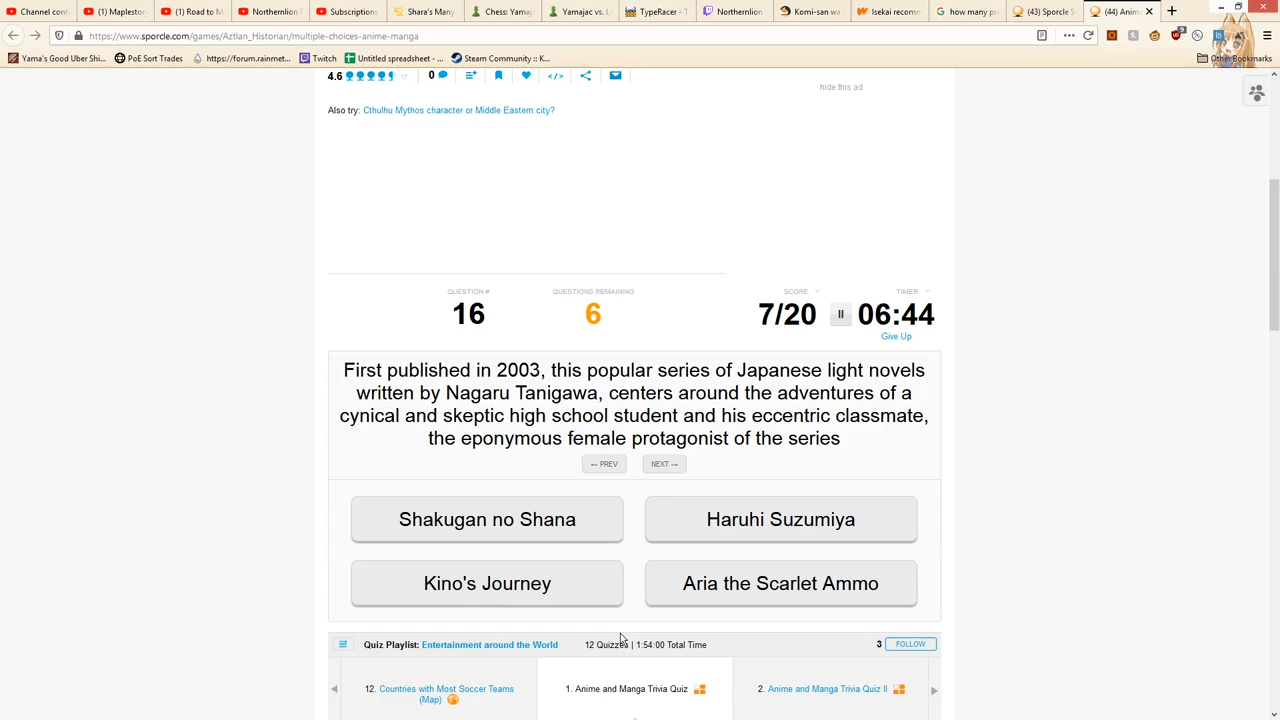 Channel cont
(1) Maplestory
(1) Road to M
Northernlion
Subscriptions
Shara's Many
Chess: Yamaj
Yamajac vs. L
TypeRacer - T
Northernlion
Komi-san wa
Isekai recomm
how many pr
(43) Sporcle S
(44) Anim
https://www.sporcle.com/games/Aztlan_Historian/multiple-choices-anime-manga
Yama's Good Uber Shi...
PoE Sort Trades
https://forum.rainmet...
Twitch
Untitled spreadsheet - ...
Steam Community :: K...
Other Bookmarks
4.6
17
0
hide this ad
Also try: Cthulhu Mythos character or Middle Eastern city?
QUESTION #
QUESTIONS REMAINING
SCORE
TIMER
16
6
7/20
06:44
Give Up
First published in 2003, this popular series of Japanese light novels
written by Nagaru Tanigawa, centers around the adventures of a
cynical and skeptic high school student and his eccentric classmate,
the eponymous female protagonist of the series
← PREV
NEXT →
Shakugan no Shana
Haruhi Suzumiya
Kino's Journey
Aria the Scarlet Ammo
Quiz Playlist: Entertainment around the World
12 Quizzes | 1:54:00 Total Time
3
FOLLOW
12. Countries with Most Soccer Teams
(Map)
1. Anime and Manga Trivia Quiz
2. Anime and Manga Trivia Quiz II